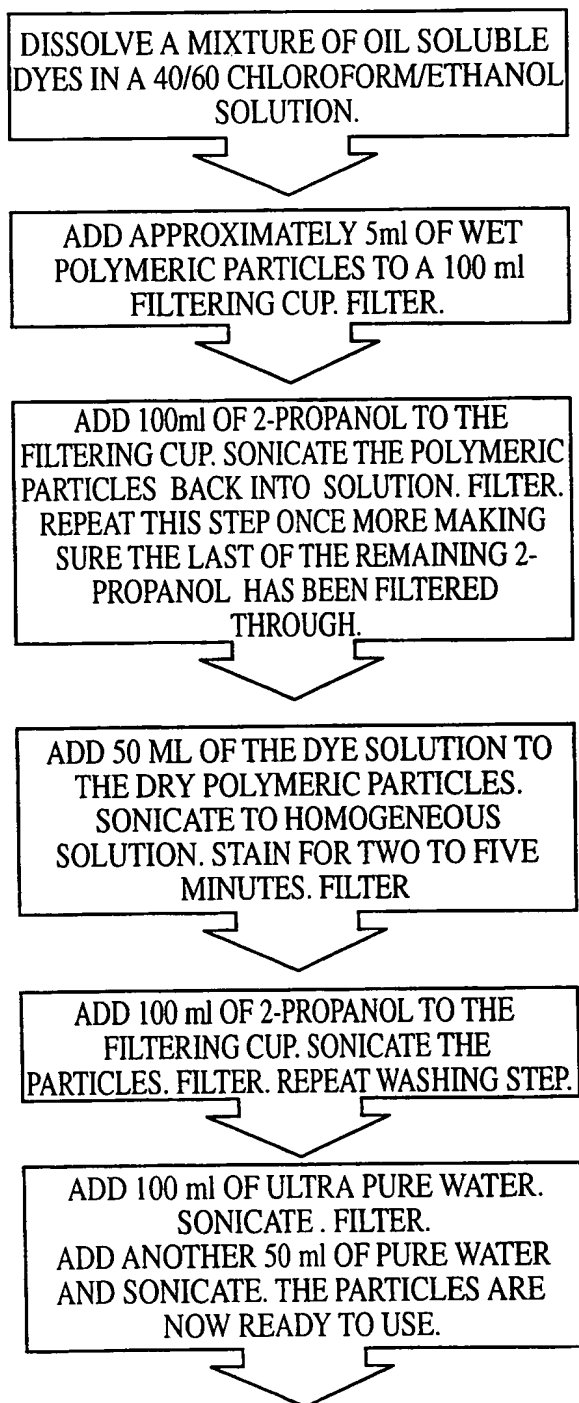 DISSOLVE A MIXTURE OF OIL SOLUBLE
DYES IN A 40/60 CHLOROFORM/ETHANOL
SOLUTION.
ADD APPROXIMATELY 5ml OF WET
POLYMERIC PARTICLES TO A 100 ml
FILTERING CUP. FILTER.
ADD 100ml OF 2-PROPANOL TO THE
FILTERING CUP. SONICATE THE POLYMERIC
PARTICLES BACK INTO SOLUTION. FILTER.
REPEAT THIS STEP ONCE MORE MAKING
SURE THE LAST OF THE REMAINING 2-
PROPANOL HAS BEEN FILTERED
THROUGH.
ADD 50 ML OF THE DYE SOLUTION TO
THE DRY POLYMERIC PARTICLES.
SONICATE TO HOMOGENEOUS
SOLUTION. STAIN FOR TWO TO FIVE
MINUTES. FILTER
ADD 100 ml OF 2-PROPANOL TO THE
FILTERING CUP. SONICATE THE
PARTICLES. FILTER. REPEAT WASHING STEP.
ADD 100 ml OF ULTRA PURE WATER.
SONICATE . FILTER.
ADD ANOTHER 50 ml OF PURE WATER
AND SONICATE. THE PARTICLES ARE
NOW READY TO USE.